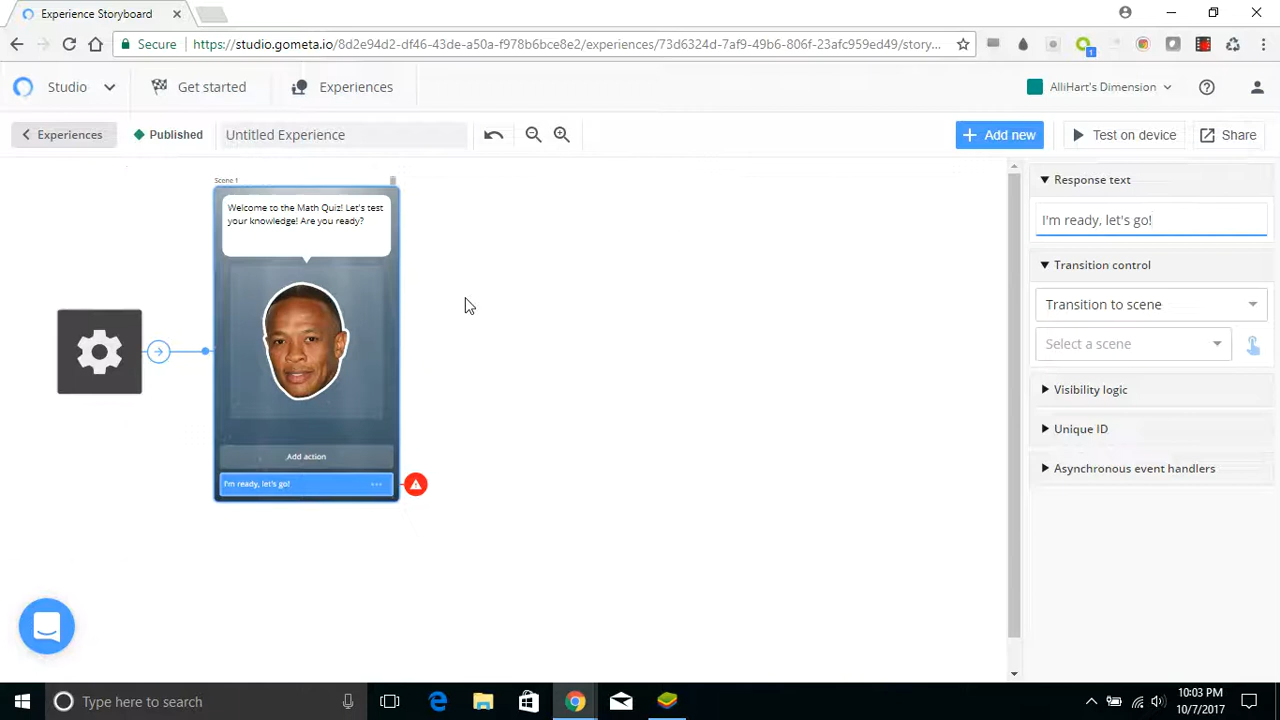 Experience Storyboard
Secure
https://studio.gometa.io/8d2e94d2-df46-43de-a50a-f978b6bce8e2/experiences/73d6324d-7af9-49b6-806f-23afc959ed49/story...
1
Studio
Get started
Experiences
AlliHart's Dimension
Experiences
Published
Untitled Experience
Add new
Test on device
Share
Scene 1
Welcome to the Math Quiz! Let's test
your knowledge! Are you ready?
Add action
I'm ready, let's go!
Response text
I'm ready, let's go!
Transition control
Transition to scene
Select a scene
Visibility logic
Unique ID
Asynchronous event handlers
Type here to search
10:03 PM
10/7/2017